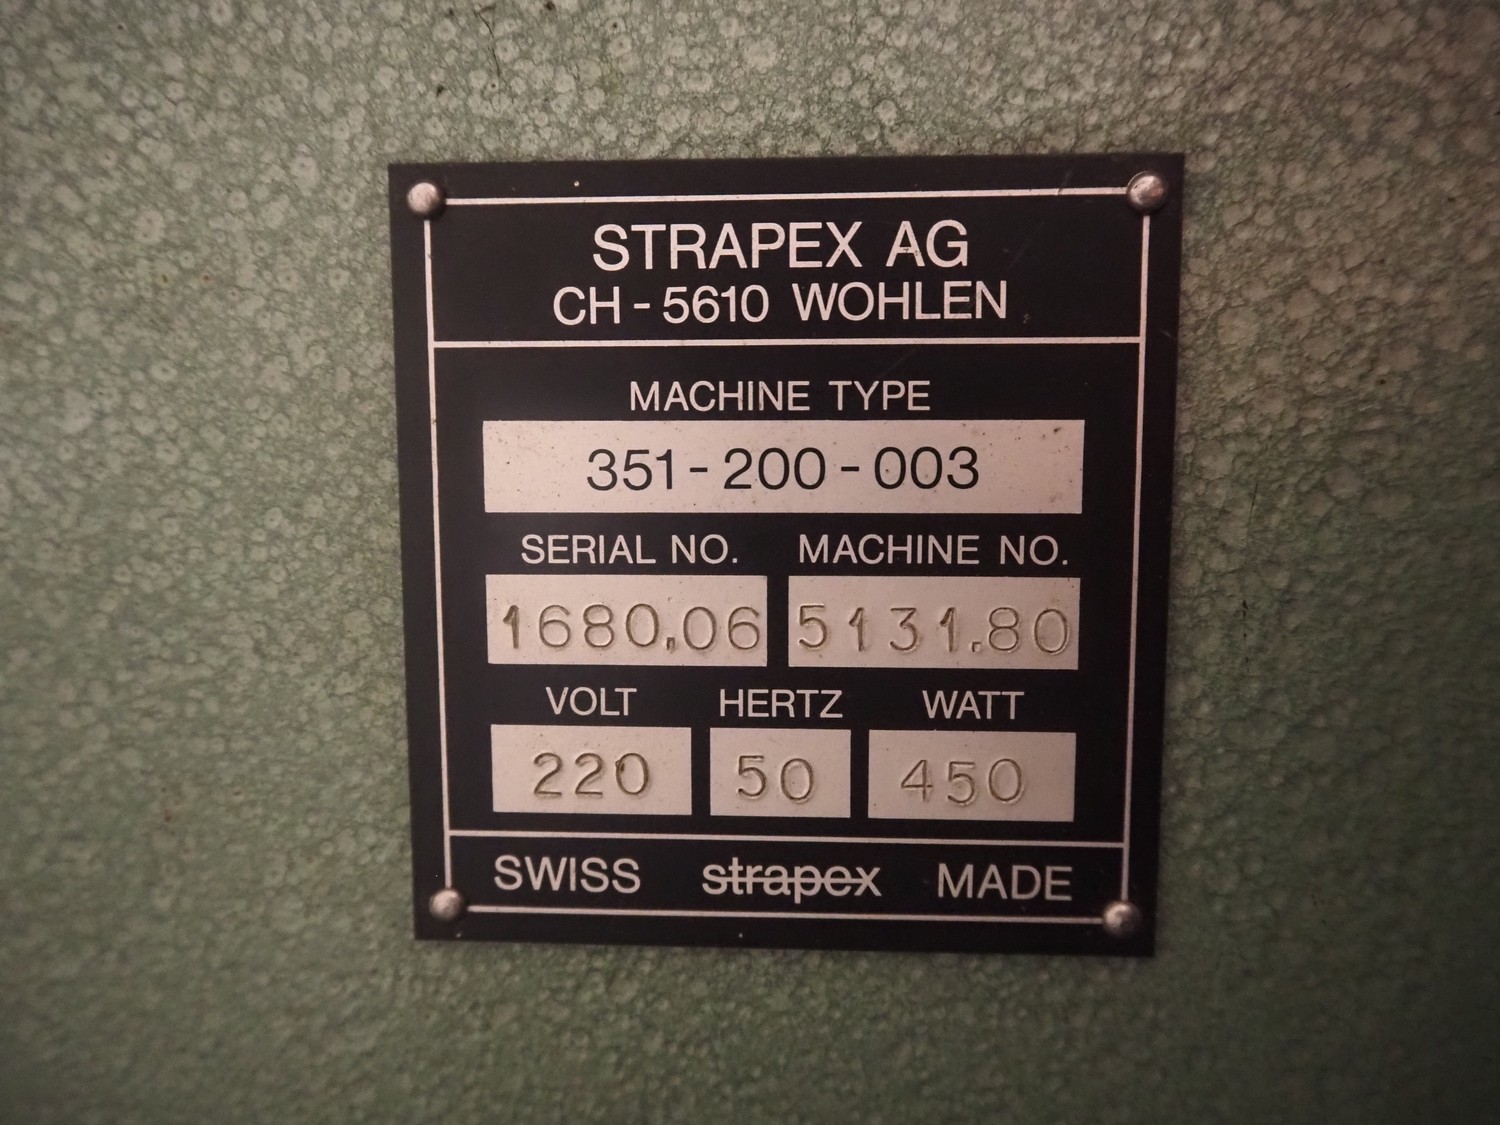 STRAPEX AG
CH-5610 WOHLEN
MACHINE TYPE
351-200-003
SERIAL NO. MACHINE NO.
1680.06 5131.80
VOLT HERTZ WATT
220 50 450
SWISS strapex MADE